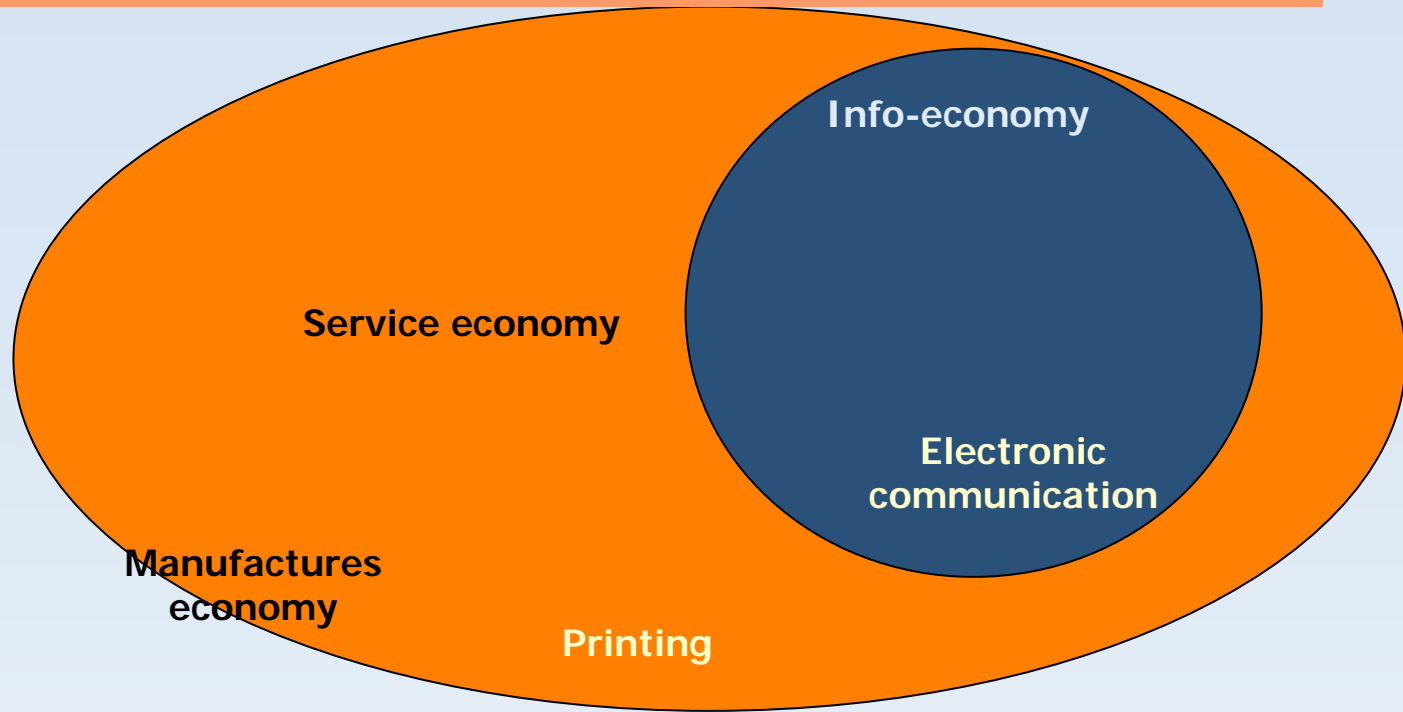 Info-economy
Service economy
Electronic
communication
Manufactures
economy
Printing